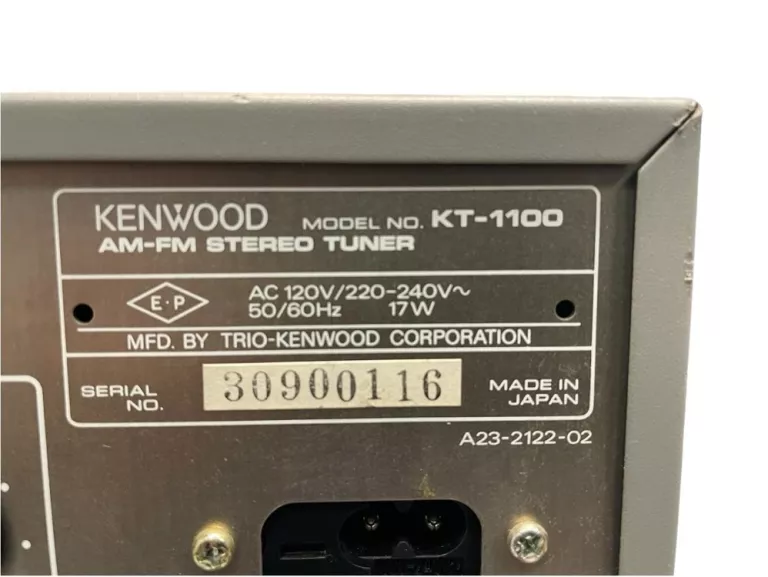 KENWOOD MODEL NO. KT-1100
AM-FM STEREO TUNER
E·P AC 120V/220-240V~
50/60Hz 17W
MFD. BY TRIO-KENWOOD CORPORATION
SERIAL NO. 30900116 MADE IN JAPAN
A23-2122-02